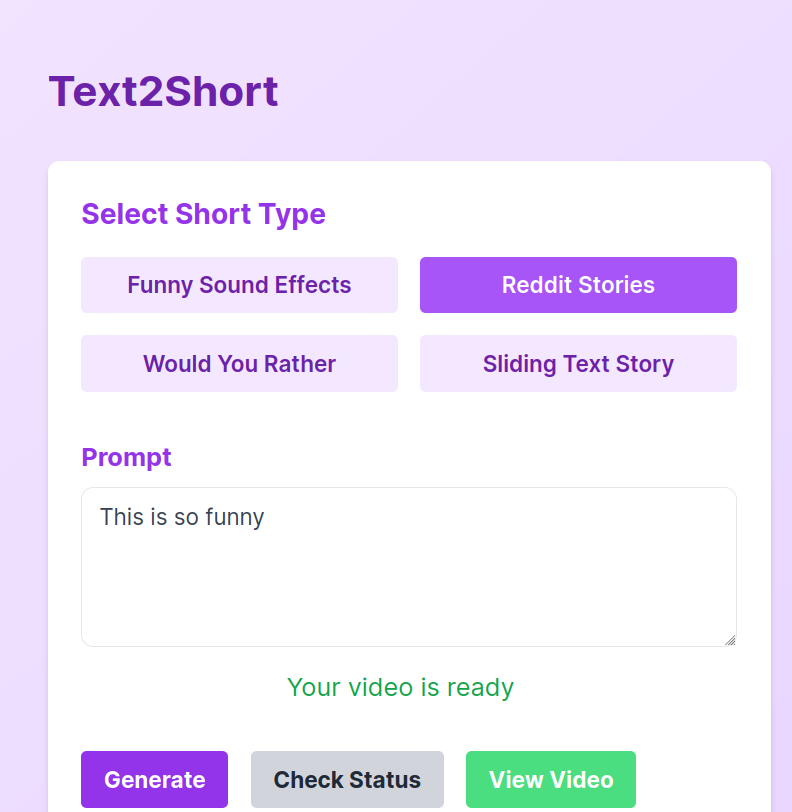 Text2Short
Select Short Type
Funny Sound Effects
Reddit Stories
Would You Rather
Sliding Text Story
Prompt
This is so funny
Your video is ready
Generate
Check Status
View Video